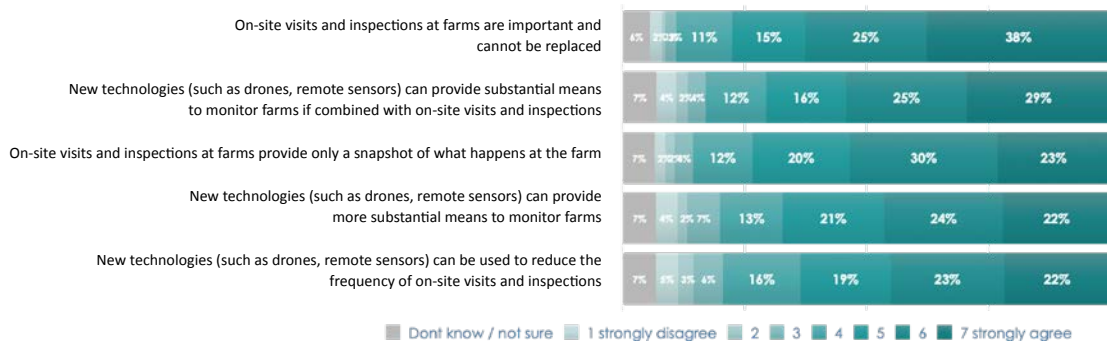 On-site visits and inspections at farms are important and
cannot be replaced
6% 11% 15% 25% 38%
New technologies (such as drones, remote sensors) can provide substantial means
to monitor farms if combined with on-site visits and inspections
7% 4% 2% 4% 12% 16% 25% 29%
On-site visits and inspections at farms provide only a snapshot of what happens at the farm
7% 12% 20% 30% 23%
New technologies (such as drones, remote sensors) can provide
more substantial means to monitor farms
7% 4% 2% 7% 13% 21% 24% 22%
New technologies (such as drones, remote sensors) can be used to reduce the
frequency of on-site visits and inspections
7% 5% 3% 6% 16% 19% 23% 22%
Dont know / not sure 1 strongly disagree 2 3 4 5 6 7 strongly agree